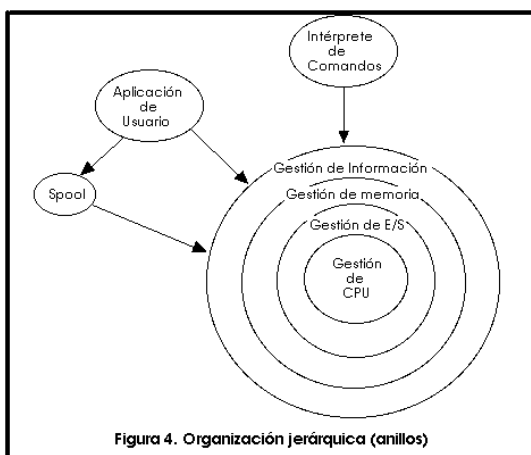 Intérprete
de
Comandos
Aplicación
de
Usuario
Spool
Gestión de Información
Gestión de memoria
Gestión de E/S
Gestión
de
CPU
Figura 4. Organización jerárquica (anillos)